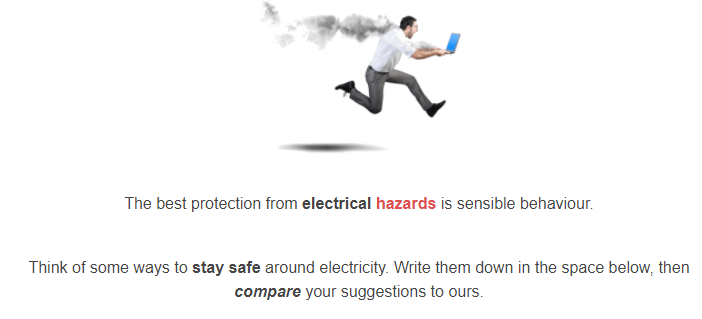 The best protection from electrical hazards is sensible behaviour.
Think of some ways to stay safe around electricity. Write them down in the space below, then
compare your suggestions to ours.